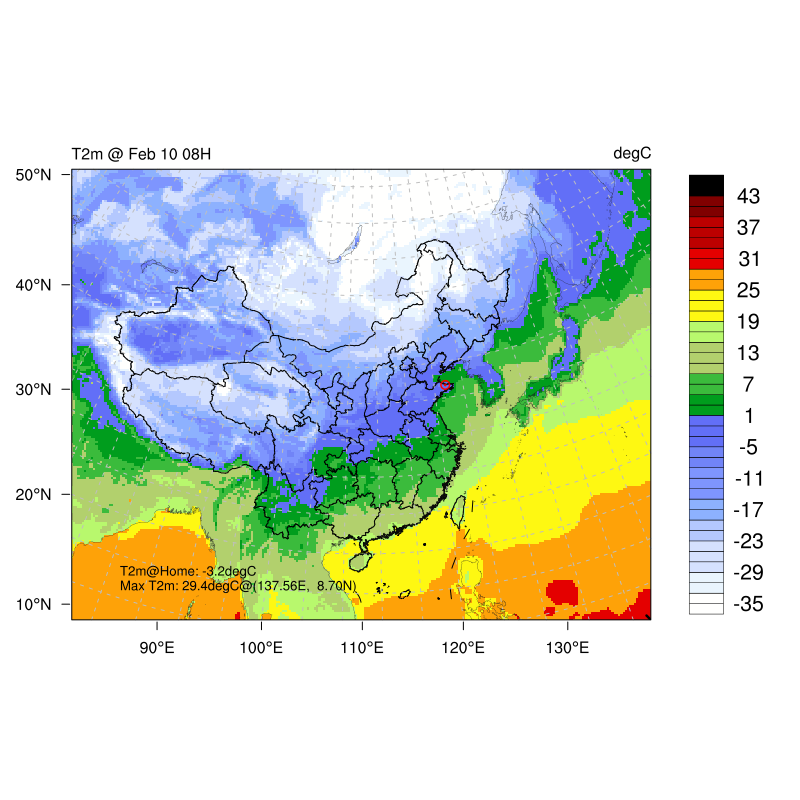 T2m @ Feb 10 08H
degC
50°N
40°N
30°N
20°N
10°N
T2m@Home: -3.2degC
Max T2m: 29.4degC@(137.56E,  8.70N)
90°E
100°E
110°E
120°E
130°E
43
37
31
25
19
13
7
1
-5
-11
-17
-23
-29
-35